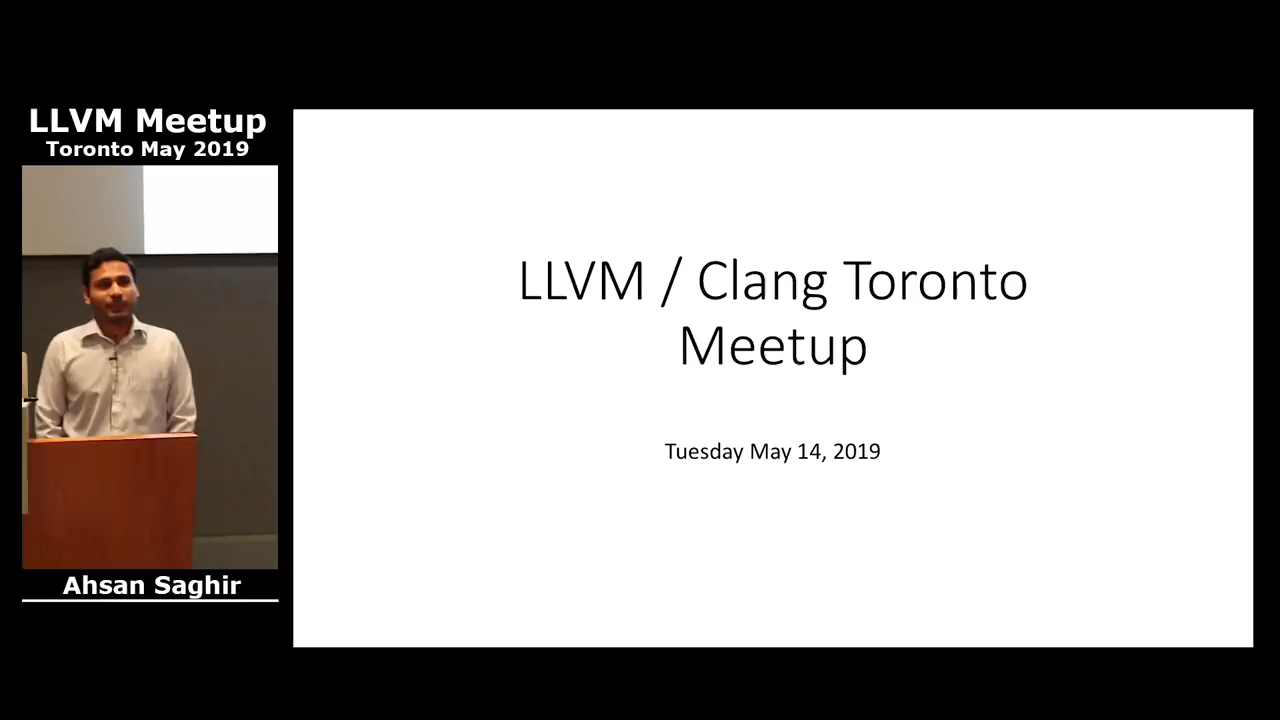 LLVM Meetup
Toronto May 2019
Ahsan Saghir
LLVM / Clang Toronto
Meetup
Tuesday May 14, 2019